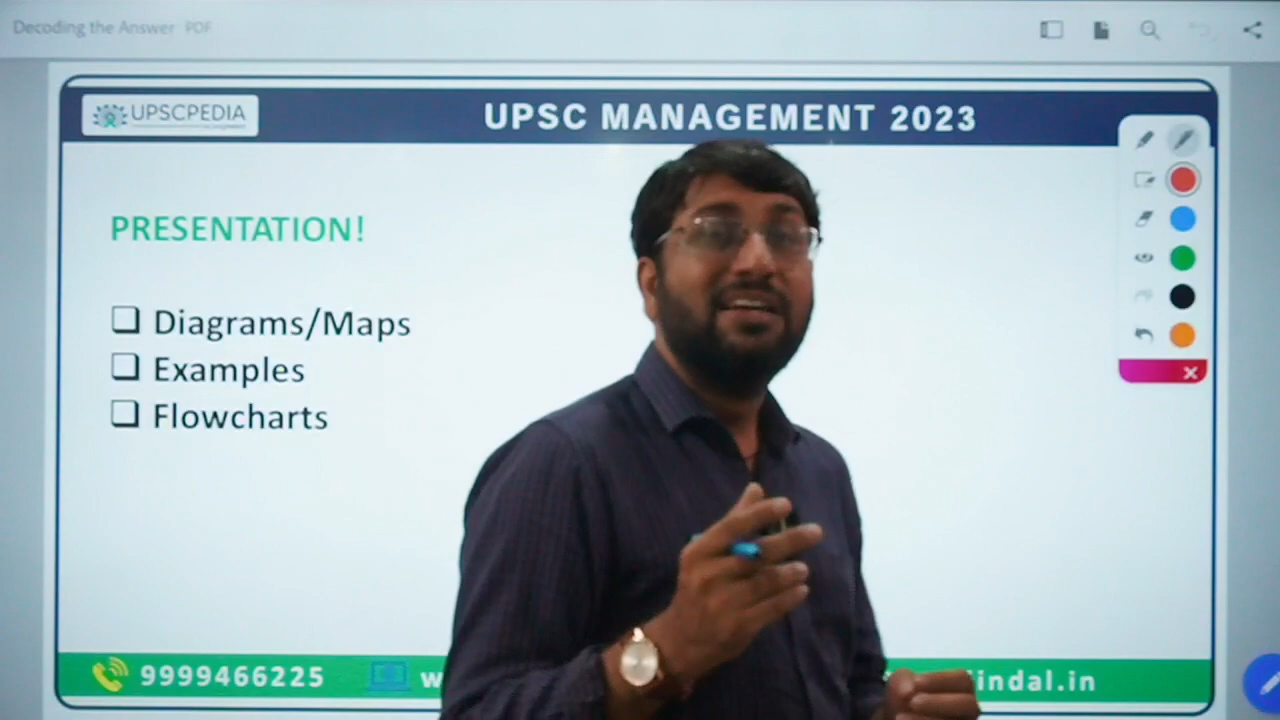 Decoding the Answer PDF
UPSCPEDIA
UPSC MANAGEMENT 2023
PRESENTATION!
Diagrams/Maps
Examples
Flowcharts
9999466225
jindal.in